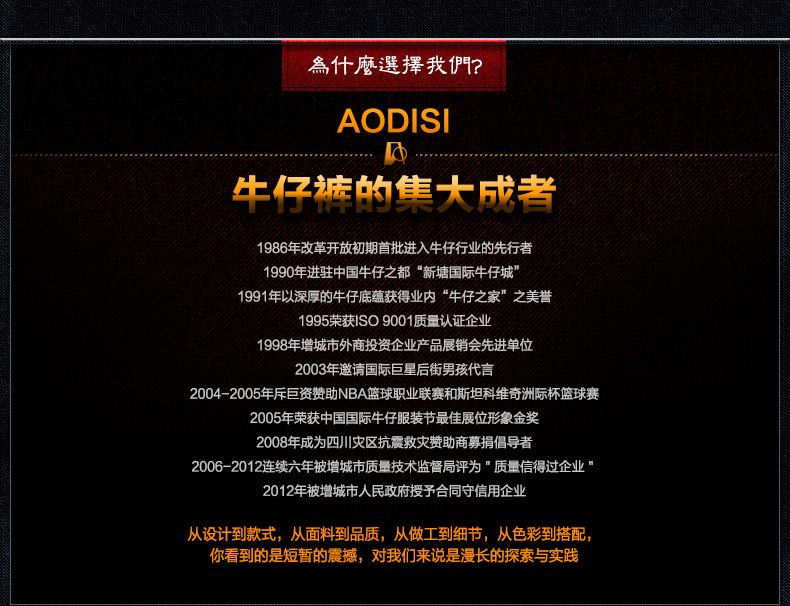 為什麼選擇我們?
AODISI
牛仔裤的集大成者
1986年改革开放初期首批进入牛仔行业的先行者
1990年进驻中国牛仔之都“新塘国际牛仔城”
1991年以深厚的牛仔底蕴获得业内“牛仔之家”之美誉
1995荣获ISO 9001质量认证企业
1998年增城市外商投资企业产品展销会先进单位
2003年邀请国际巨星后街男孩代言
2004-2005年斥巨资赞助NBA篮球职业联赛和斯坦科维奇洲际杯篮球赛
2005年荣获中国国际牛仔服装节最佳展位形象金奖
2008年成为四川灾区抗震救灾赞助商募捐倡导者
2006-2012连续六年被增城市质量技术监督局评为＂质量信得过企业＂
2012年被增城市人民政府授予合同守信用企业
从设计到款式，从面料到品质，从做工到细节，从色彩到搭配，
你看到的是短暂的震撼，对我们来说是漫长的探索与实践